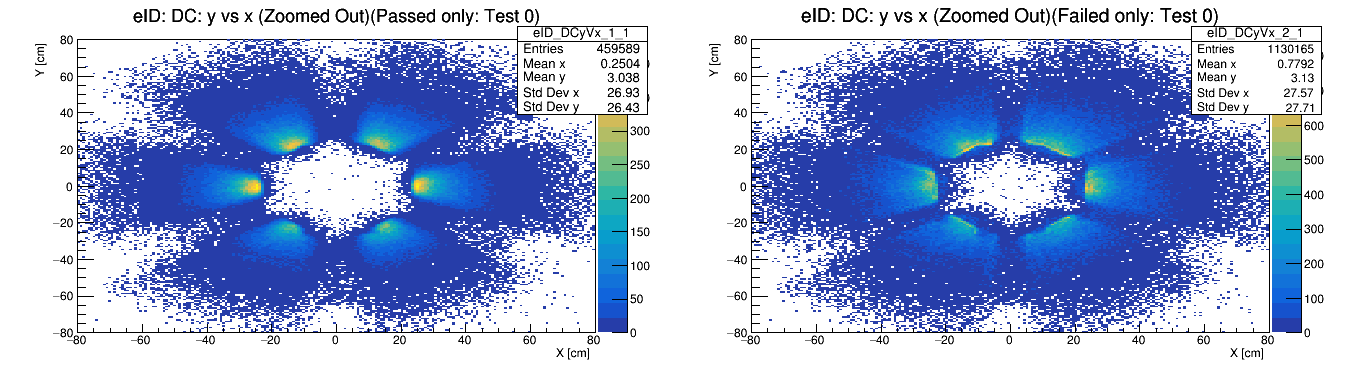 eID: DC: y vs x (Zoomed Out)(Passed only: Test 0)
eID_DCyVx_1_1
Entries 459589
Mean x 0.2504
Mean y 3.038
Std Dev x 26.93
Std Dev y 26.43
Y [cm]
80
60
40
20
0
−20
−40
−60
−80
−80 −60 −40 −20 0 20 40 60 80
X [cm]
300
250
200
150
100
50
0
eID: DC: y vs x (Zoomed Out)(Failed only: Test 0)
eID_DCyVx_2_1
Entries 1130165
Mean x 0.7792
Mean y 3.13
Std Dev x 27.57
Std Dev y 27.71
Y [cm]
80
60
40
20
0
−20
−40
−60
−80
−80 −60 −40 −20 0 20 40 60 80
X [cm]
600
500
400
300
200
100
0